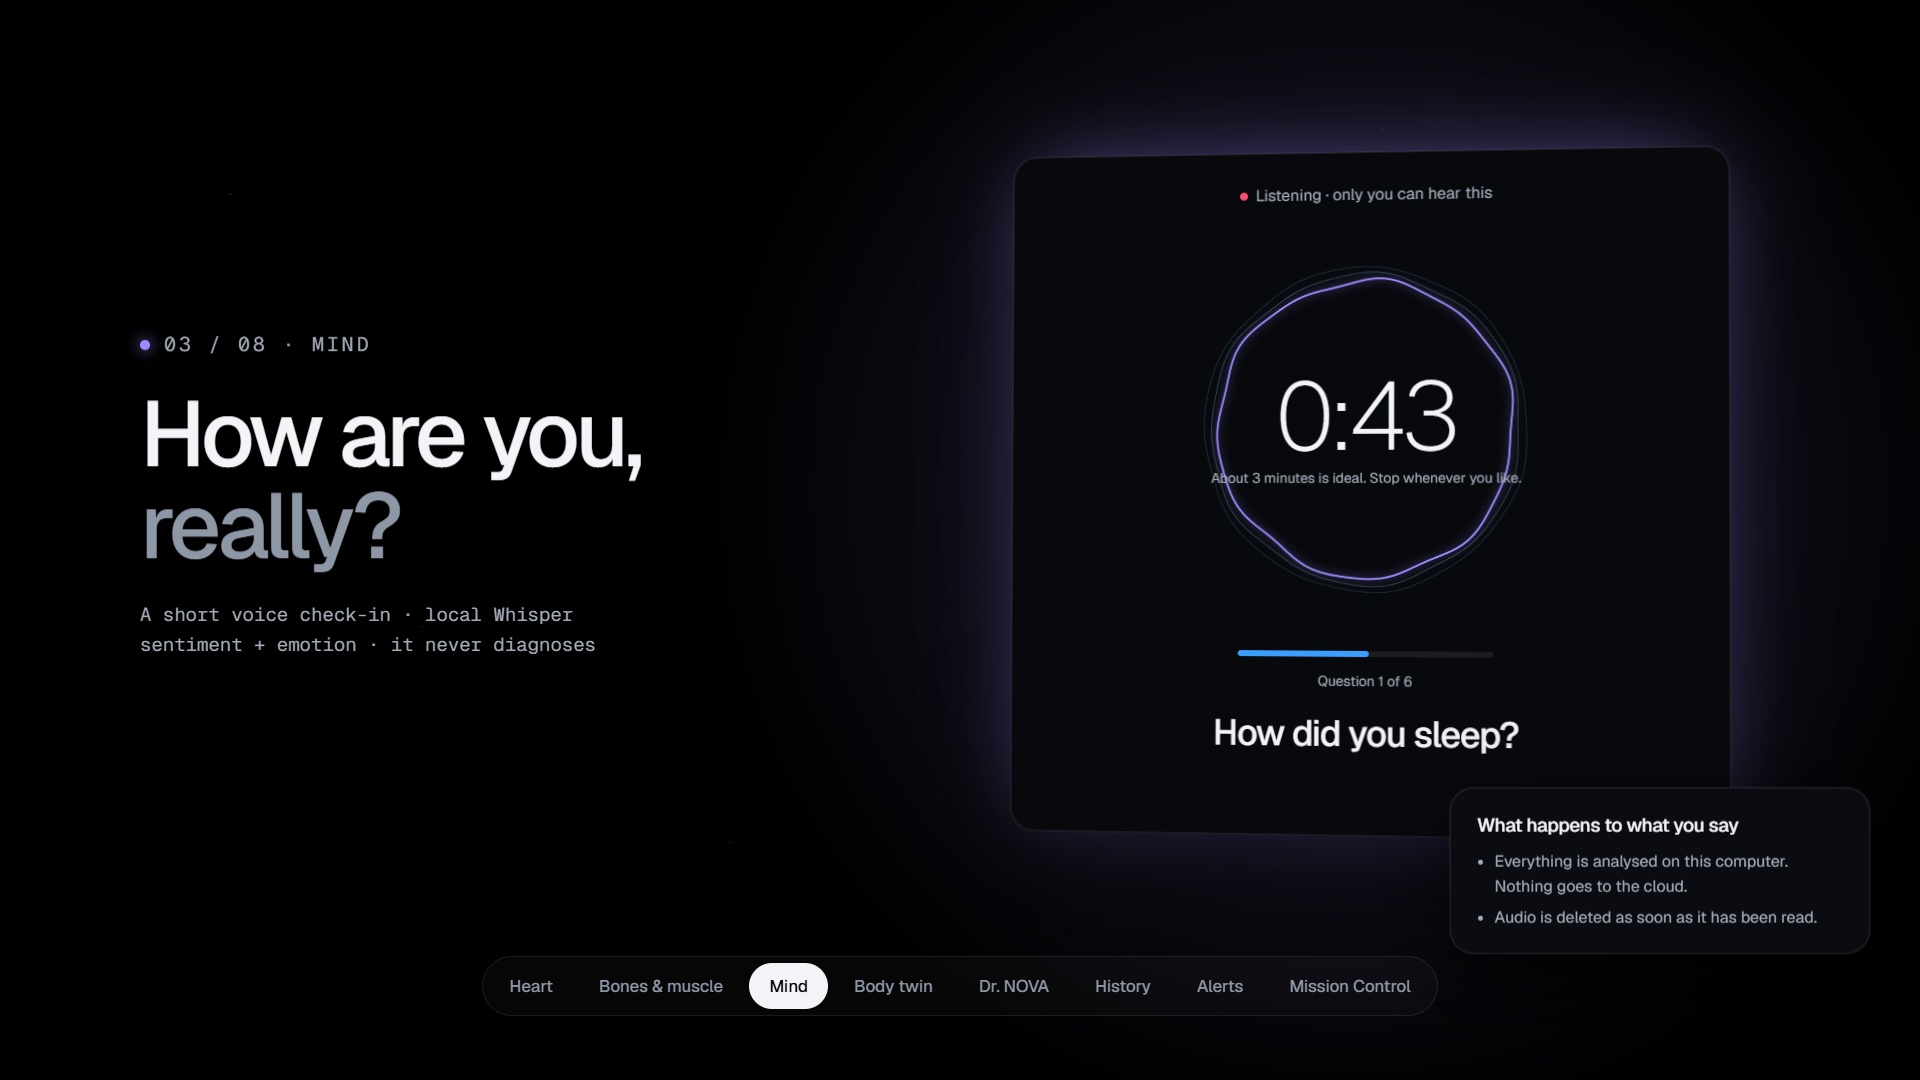 03 / 08 · MIND
How are you,
really?
A short voice check-in · local Whisper
sentiment + emotion · it never diagnoses
Listening · only you can hear this
0:43
About 3 minutes is ideal. Stop whenever you like.
Question 1 of 6
How did you sleep?
What happens to what you say
• Everything is analysed on this computer.
Nothing goes to the cloud.
• Audio is deleted as soon as it has been read.
Heart Bones & muscle Mind Body twin Dr. NOVA History Alerts Mission Control